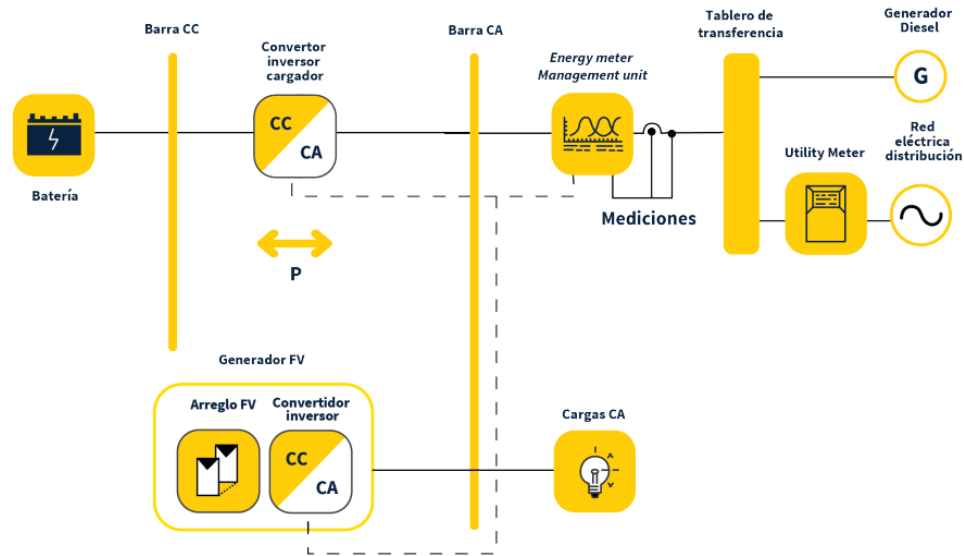 Barra CC
Convertor
inversor
cargador
Barra CA
Energy meter
Management unit
Tablero de
transferencia
Generador
Diesel
G
CC
CA
Batería
Red
eléctrica
distribución
Utility Meter
Mediciones
P
Generador FV
Arreglo FV
Convertidor
inversor
CC
CA
Cargas CA